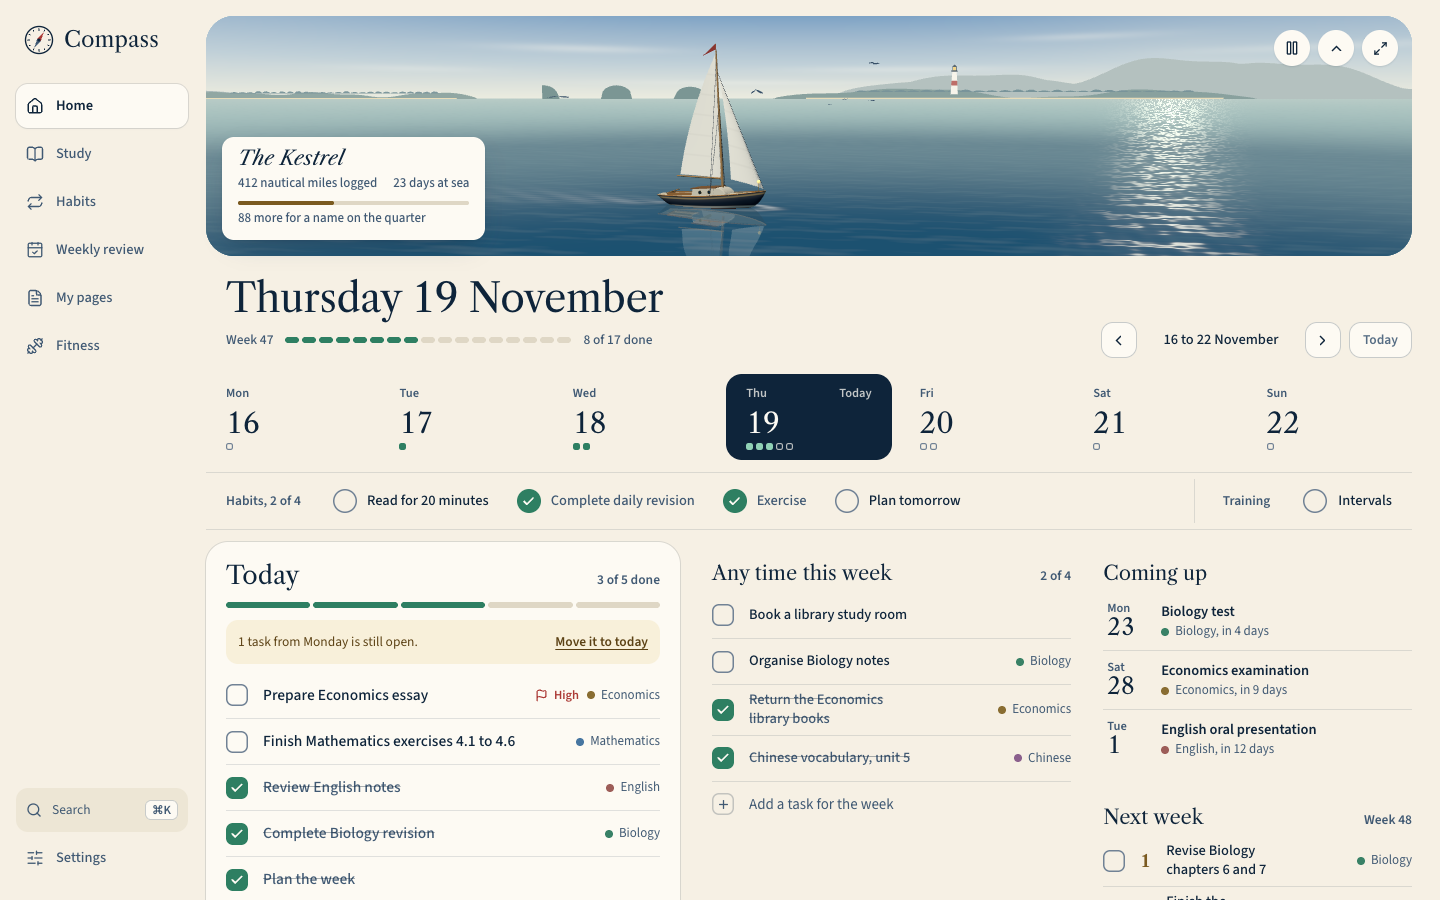 Compass
Home
Study
Habits
Weekly review
My pages
Fitness
Search
⌘K
Settings
The Kestrel
412 nautical miles logged 23 days at sea
88 more for a name on the quarter
Thursday 19 November
Week 47 8 of 17 done
16 to 22 November Today
Mon Tue Wed Thu Today Fri Sat Sun
16 17 18 19 20 21 22
Habits, 2 of 4 Read for 20 minutes Complete daily revision Exercise Plan tomorrow Training Intervals
Today 3 of 5 done
1 task from Monday is still open. Move it to today
Prepare Economics essay High Economics
Finish Mathematics exercises 4.1 to 4.6 Mathematics
Review English notes English
Complete Biology revision Biology
Plan the week
Any time this week 2 of 4
Book a library study room
Organise Biology notes Biology
Return the Economics
library books Economics
Chinese vocabulary, unit 5 Chinese
Add a task for the week
Coming up
Mon
23
Biology test
Biology, in 4 days
Sat
28
Economics examination
Economics, in 9 days
Tue
1
English oral presentation
English, in 12 days
Next week Week 48
1 Revise Biology
chapters 6 and 7 Biology
Finish the